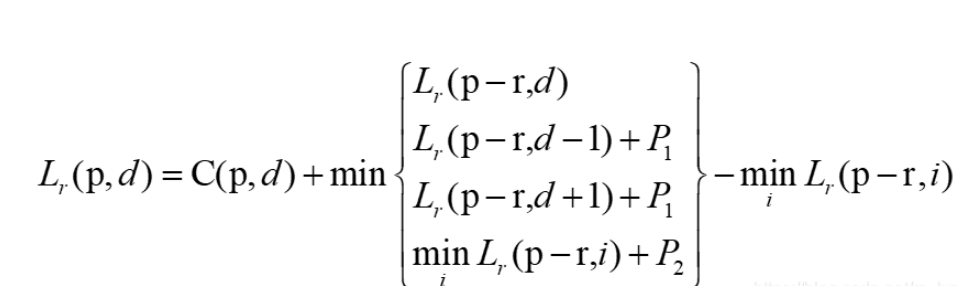 L_r(p-r,d)
L_r(p-r,d-1)+P_1
L_r(p,d)=C(p,d)+min{ }-min_i L_r(p-r,i)
L_r(p-r,d+1)+P_1
min_i L_r(p-r,i)+P_2